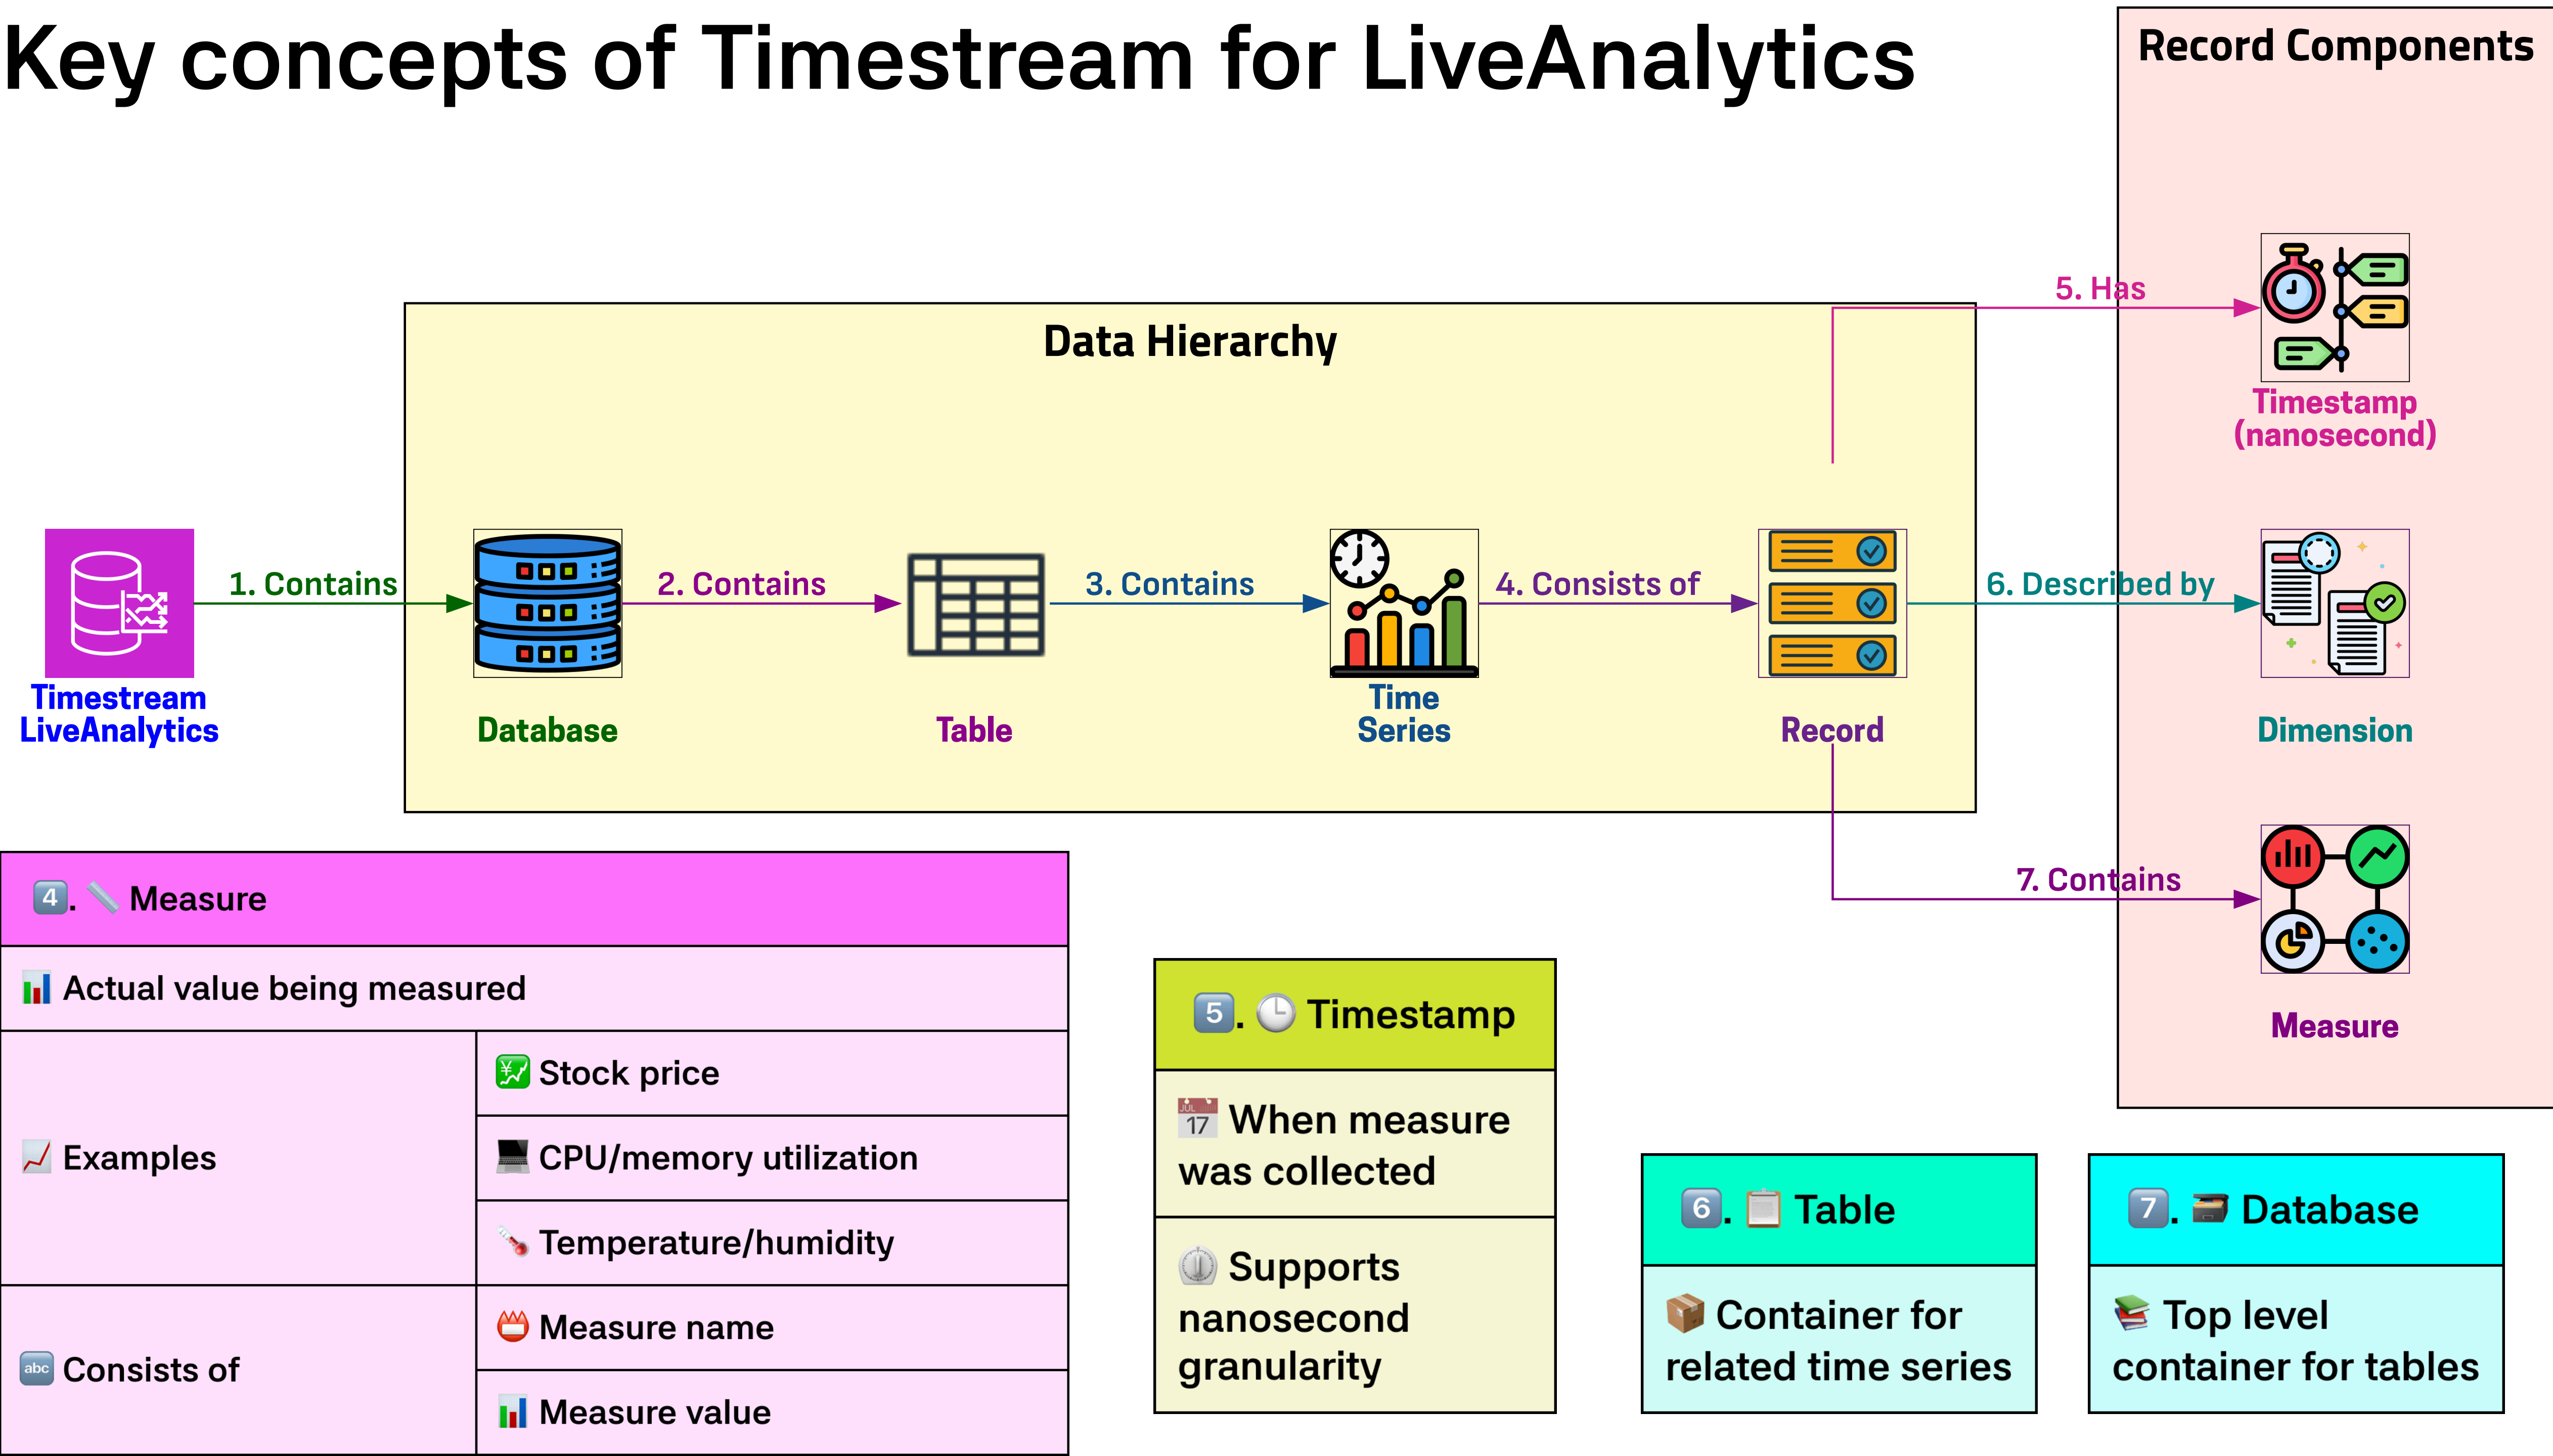 Key concepts of Timestream for LiveAnalytics
Record Components
Data Hierarchy
5. Has
Timestamp
(nanosecond)
1. Contains
2. Contains
3. Contains
4. Consists of
6. Described by
Timestream
LiveAnalytics
Database
Table
Time
Series
Record
Dimension
7. Contains
Measure
4. Measure
Actual value being measured
Examples
Stock price
CPU/memory utilization
Temperature/humidity
abc Consists of
Measure name
Measure value
5. Timestamp
JUL
17
When measure
was collected
Supports
nanosecond
granularity
6. Table
Container for
related time series
7. Database
Top level
container for tables